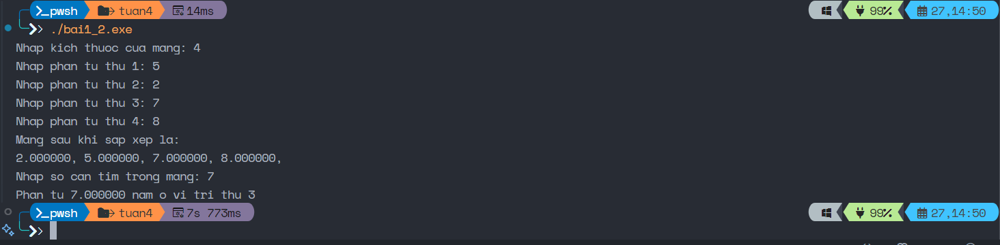 >_pwsh tuan4 14ms 99% 27,14:50
./bai1_2.exe
Nhap kich thuoc cua mang: 4
Nhap phan tu thu 1: 5
Nhap phan tu thu 2: 2
Nhap phan tu thu 3: 7
Nhap phan tu thu 4: 8
Mang sau khi sap xep la:
2.000000, 5.000000, 7.000000, 8.000000,
Nhap so can tim trong mang: 7
Phan tu 7.000000 nam o vi tri thu 3
>_pwsh tuan4 7s 773ms 99% 27,14:50